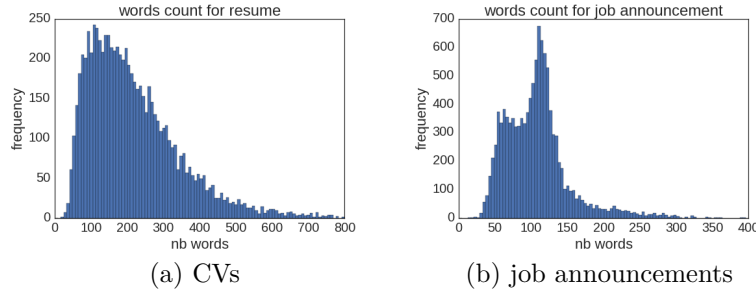 words count for resume
250
200
150
100
50
0
frequency
0 100 200 300 400 500 600 700 800
nb words
(a) CVs
words count for job announcement
700
600
500
400
300
200
100
0
frequency
0 50 100 150 200 250 300 350 400
nb words
(b) job announcements